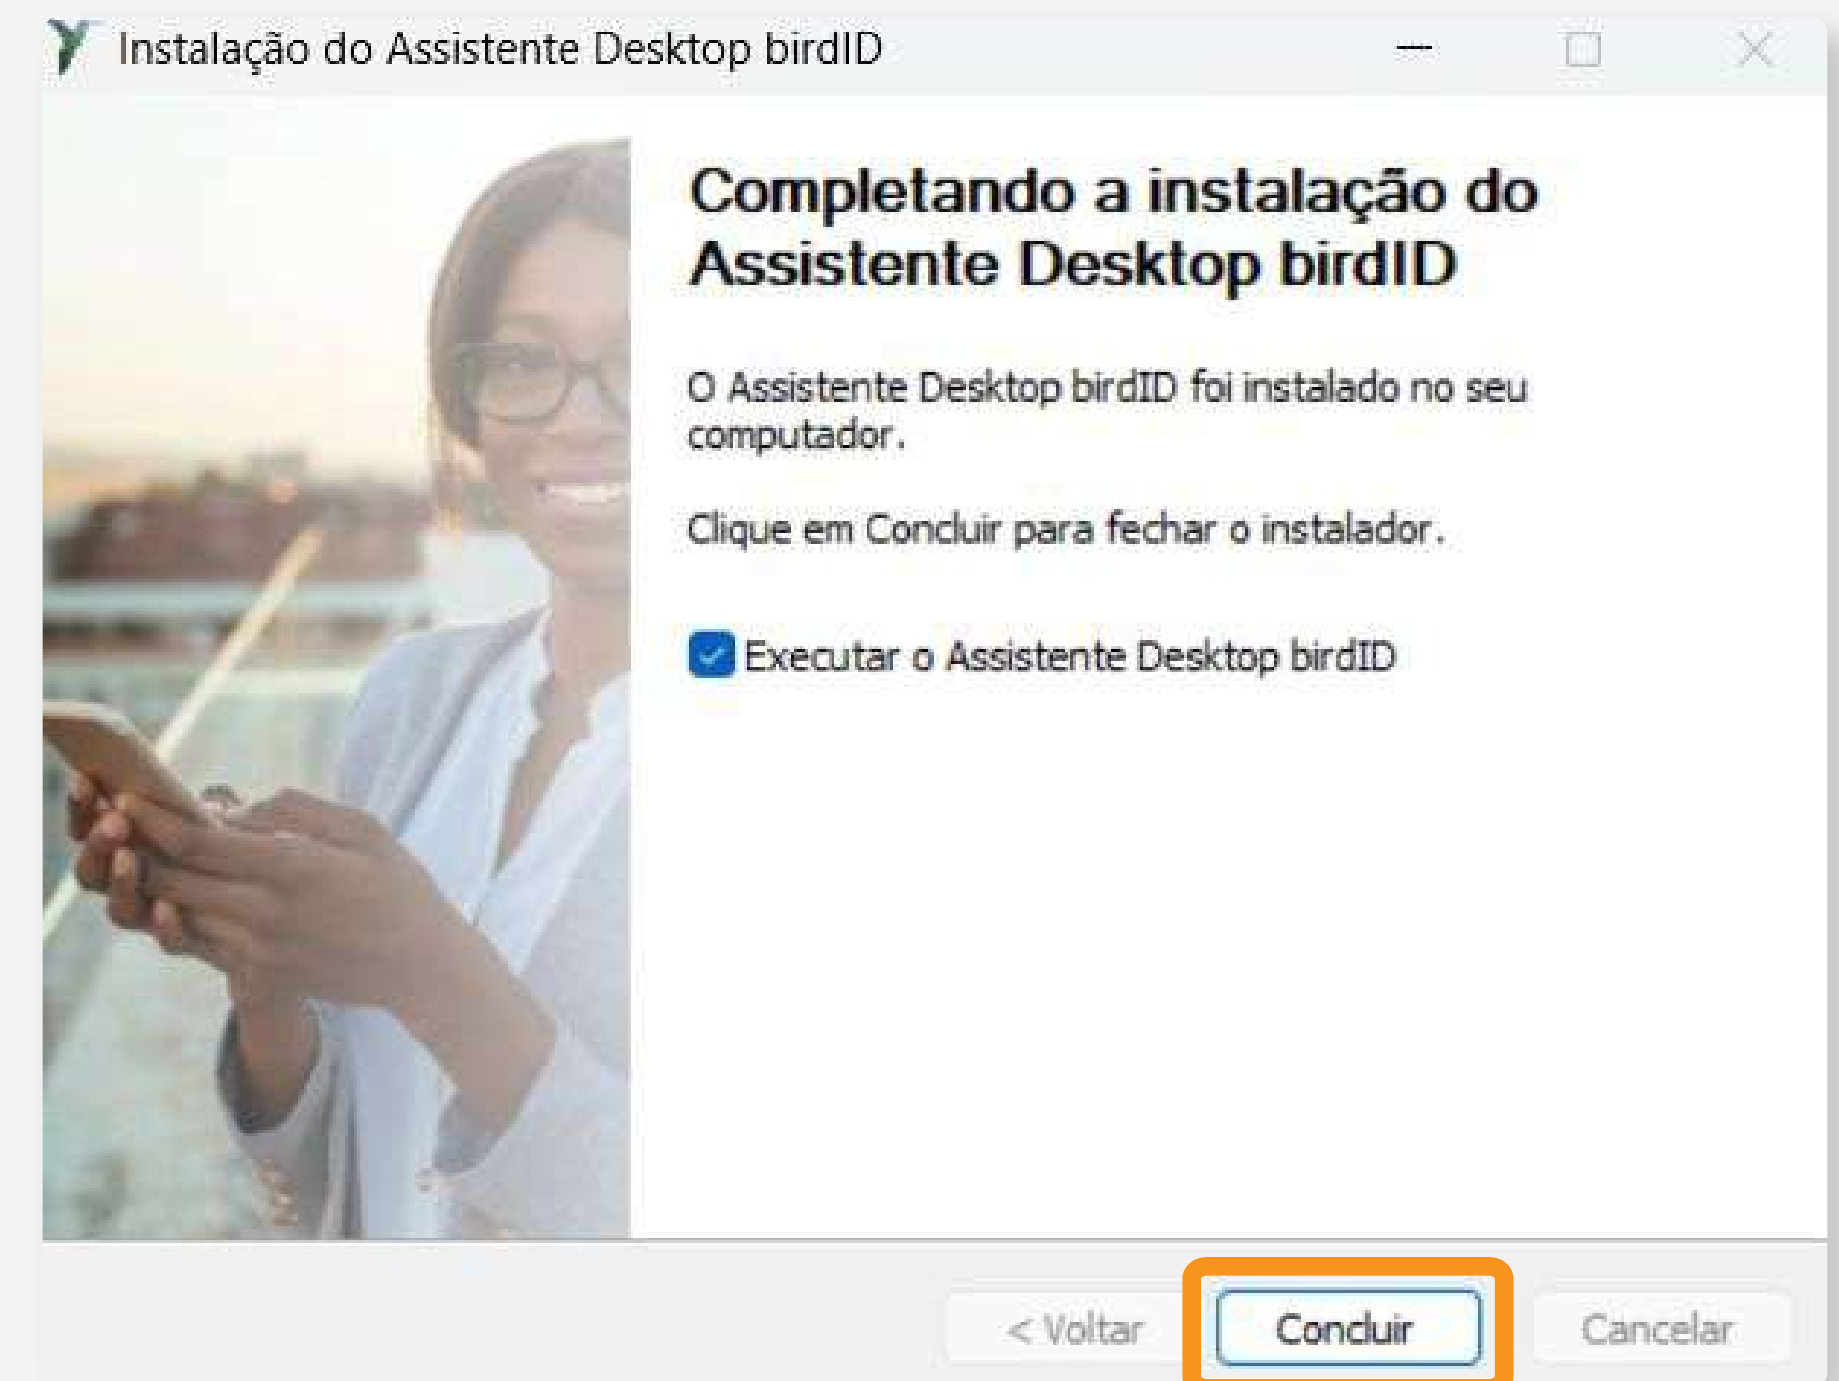 Instalação do Assistente Desktop birdID
Completando a instalação do
Assistente Desktop birdID
O Assistente Desktop birdID foi instalado no seu
computador.
Clique em Concluir para fechar o instalador.
Executar o Assistente Desktop birdID
< Voltar
Concluir
Cancelar